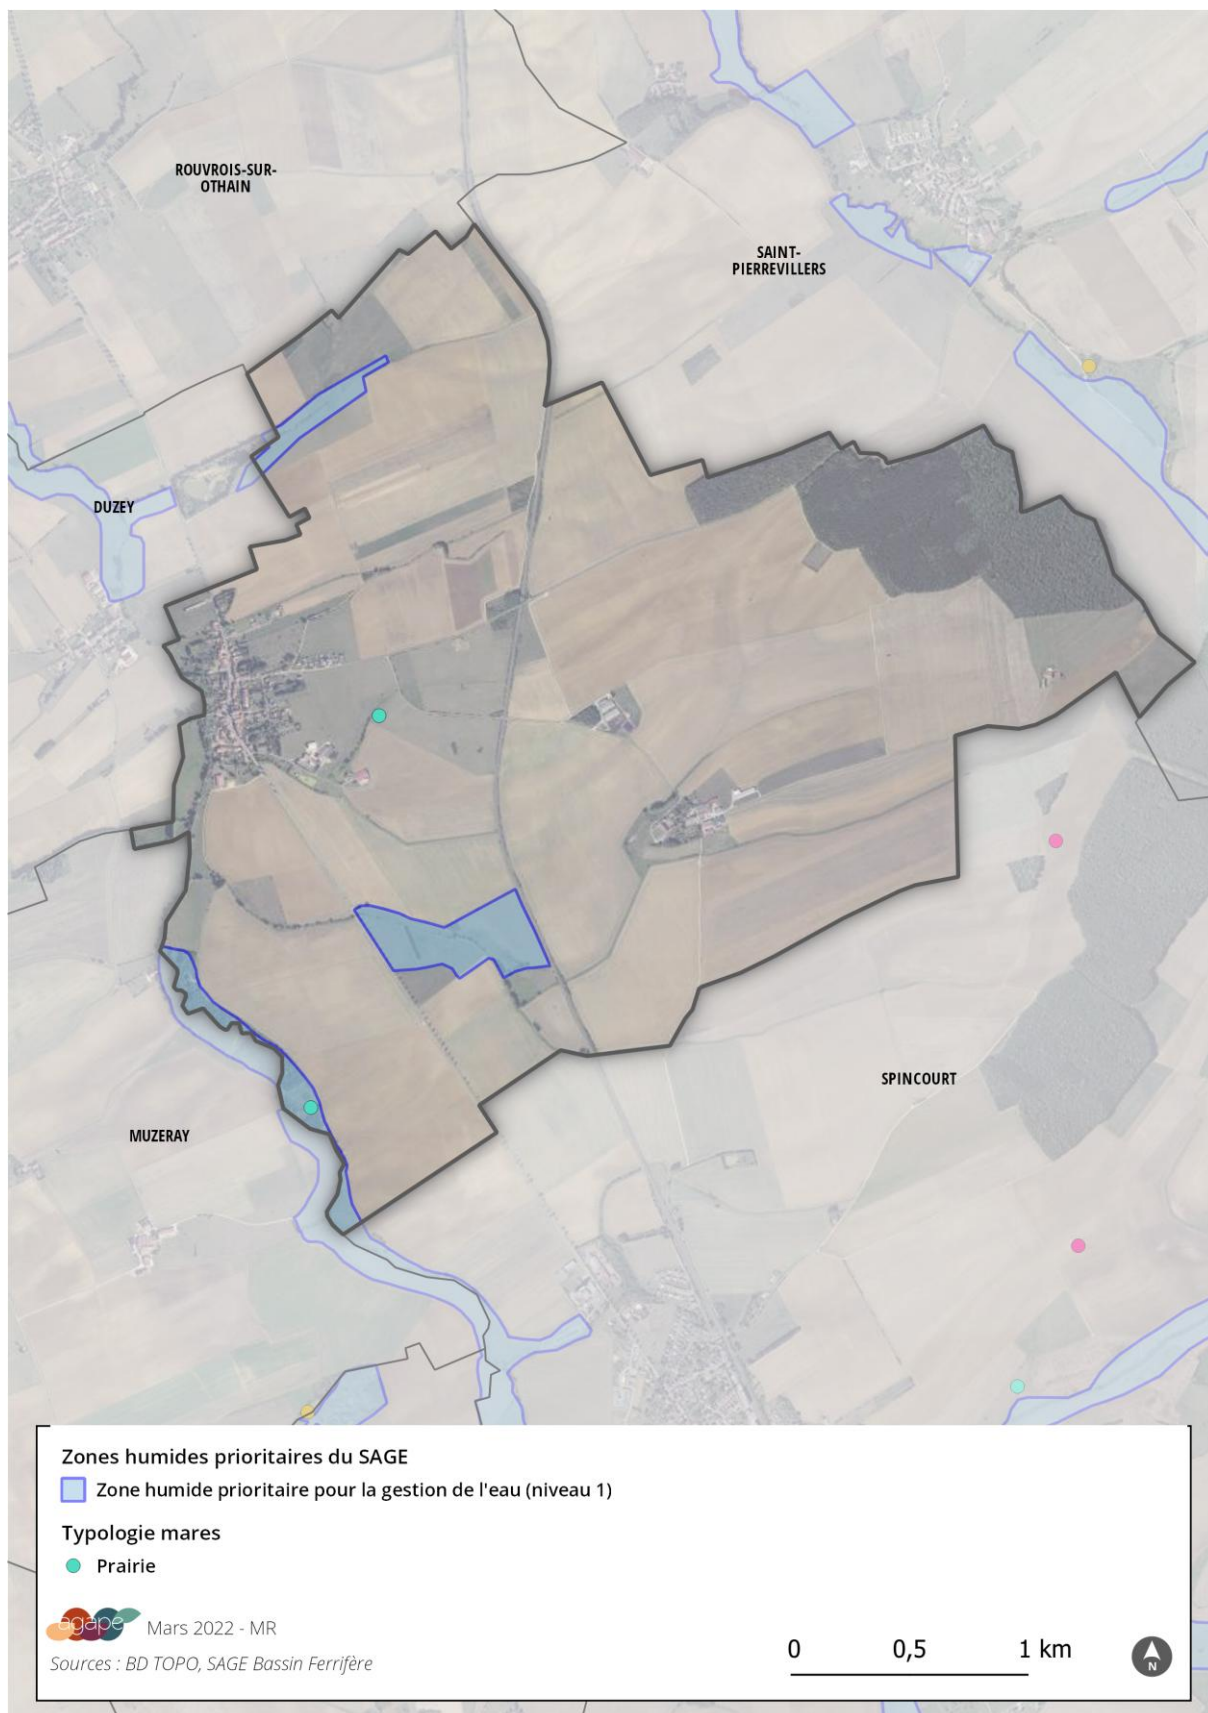 ROUVROIS-SUR-
OTHAIN
SAINT-
PIERREVILLERS
DUZEY
SPINCOURT
MUZERAY
Zones humides prioritaires du SAGE
Zone humide prioritaire pour la gestion de l'eau (niveau 1)
Typologie mares
Prairie
agape
Mars 2022 - MR
Sources : BD TOPO, SAGE Bassin Ferrifère
0 0,5 1 km
N